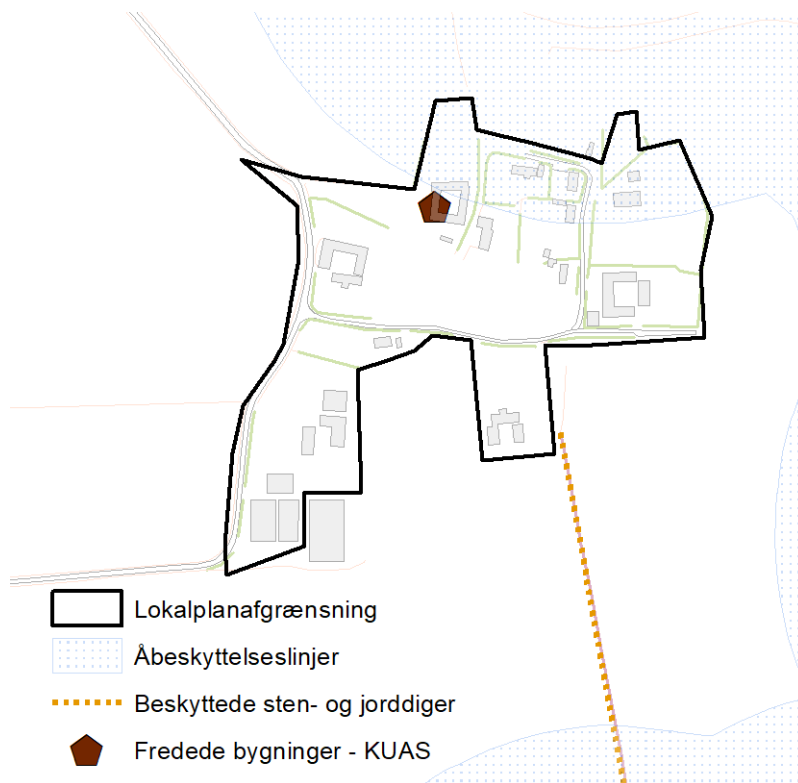 Lokalplanafgrænsning
Åbeskyttelseslinjer
Beskyttede sten- og jorddiger
Fredede bygninger - KUAS